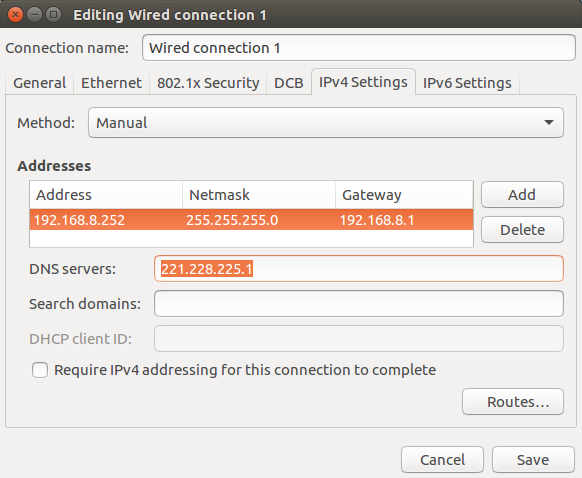 Editing Wired connection 1
Connection name: Wired connection 1
General Ethernet 802.1x Security DCB IPv4 Settings IPv6 Settings
Method: Manual
Addresses
Address Netmask Gateway Add
192.168.8.252 255.255.255.0 192.168.8.1
Delete
DNS servers: 221.228.225.1
Search domains:
DHCP client ID:
Require IPv4 addressing for this connection to complete
Routes...
Cancel Save